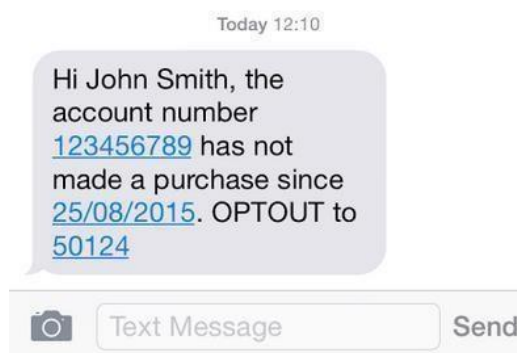 Today 12:10
Hi John Smith, the
account number
123456789 has not
made a purchase since
25/08/2015. OPTOUT to
50124
Text Message
Send